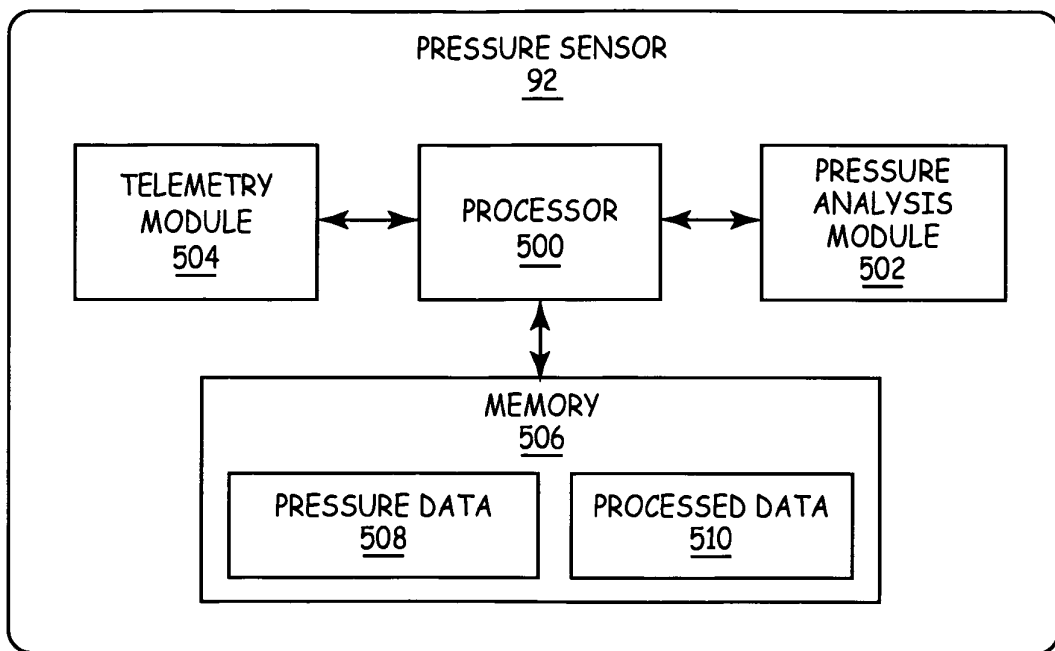 PRESSURE SENSOR
92
TELEMETRY
MODULE
504
PROCESSOR
500
PRESSURE
ANALYSIS
MODULE
502
MEMORY
506
PRESSURE DATA
508
PROCESSED DATA
510